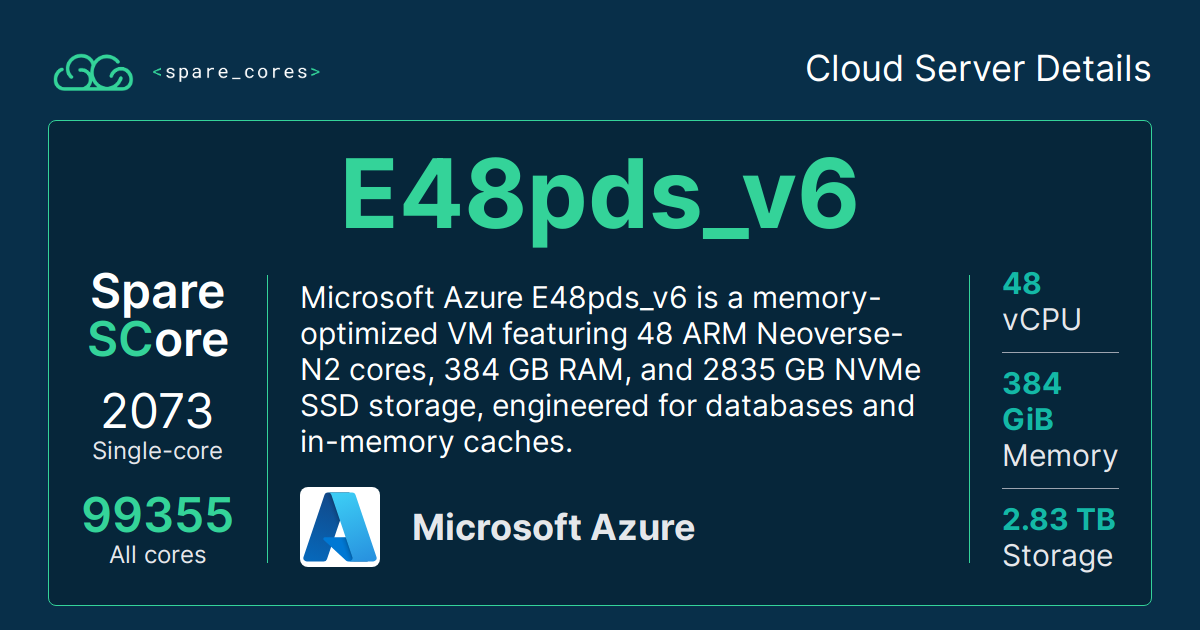 <spare_cores>
Cloud Server Details
E48pds_v6
Spare
SCore
2073
Single-core
99355
All cores
Microsoft Azure E48pds_v6 is a memory-
optimized VM featuring 48 ARM Neoverse-
N2 cores, 384 GB RAM, and 2835 GB NVMe
SSD storage, engineered for databases and
in-memory caches.
Microsoft Azure
48
vCPU
384
GiB
Memory
2.83 TB
Storage